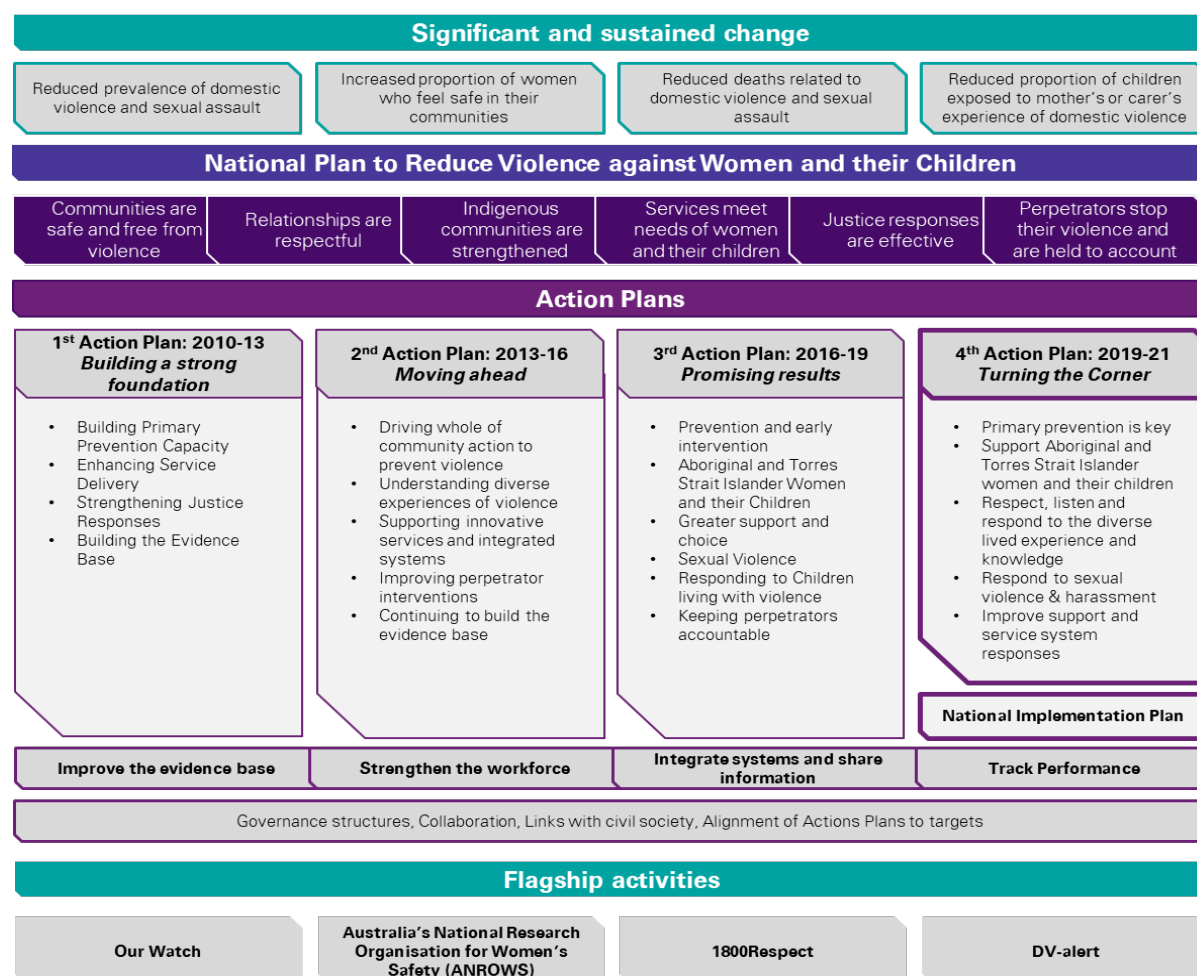 Significant and sustained change
Reduced prevalence of domestic
violence and sexual assault
Increased proportion of women
who feel safe in their
communities
Reduced deaths related to
domestic violence and sexual
assault
Reduced proportion of children
exposed to mother's or carer's
experience of domestic violence
National Plan to Reduce Violence against Women and their Children
Communities are
safe and free from
violence
Relationships are
respectful
Indigenous
communities are
strengthened
Services meet
needs of women
and their children
Justice responses
are effective
Perpetrators stop
their violence and
are held to account
Action Plans
1st Action Plan: 2010-13
Building a strong
foundation
• Building Primary
Prevention Capacity
• Enhancing Service
Delivery
• Strengthening Justice
Responses
• Building the Evidence
Base
2nd Action Plan: 2013-16
Moving ahead
• Driving whole of
community action to
prevent violence
• Understanding diverse
experiences of violence
• Supporting innovative
services and integrated
systems
• Improving perpetrator
interventions
• Continuing to build the
evidence base
3rd Action Plan: 2016-19
Promising results
• Prevention and early
intervention
• Aboriginal and Torres
Strait Islander Women
and their Children
• Greater support and
choice
• Sexual Violence
• Responding to Children
living with violence
• Keeping perpetrators
accountable
4th Action Plan: 2019-21
Turning the Corner
• Primary prevention is key
• Support Aboriginal and
Torres Strait Islander
women and their children
• Respect, listen and
respond to the diverse
lived experience and
knowledge
• Respond to sexual
violence & harassment
• Improve support and
service system
responses
National Implementation Plan
Improve the evidence base
Strengthen the workforce
Integrate systems and share
information
Track Performance
Governance structures, Collaboration, Links with civil society, Alignment of Actions Plans to targets
Flagship activities
Our Watch
Australia's National Research
Organisation for Women's
Safety (ANROWS)
1800Respect
DV-alert